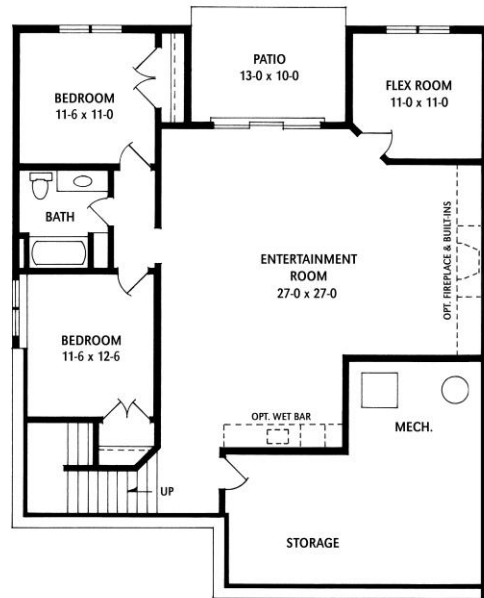 PATIO
13-0 x 10-0
FLEX ROOM
11-0 x 11-0
BEDROOM
11-6 x 11-0
BATH
ENTERTAINMENT
ROOM
27-0 x 27-0
OPT. FIREPLACE & BUILT-INS
BEDROOM
11-6 x 12-6
OPT. WET BAR
MECH.
UP
STORAGE